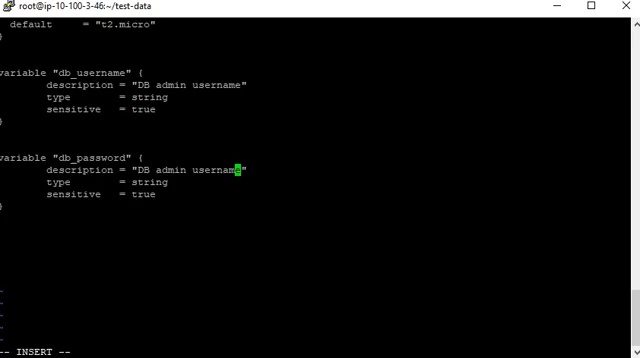 root@ip-10-100-3-46:~/test-data
default     = "t2.micro"
}
variable "db_username" {
        description = "DB admin username"
        type        = string
        sensitive   = true
}
variable "db_password" {
        description = "DB admin username"
        type        = string
        sensitive   = true
}
~
~
~
~
~
-- INSERT --